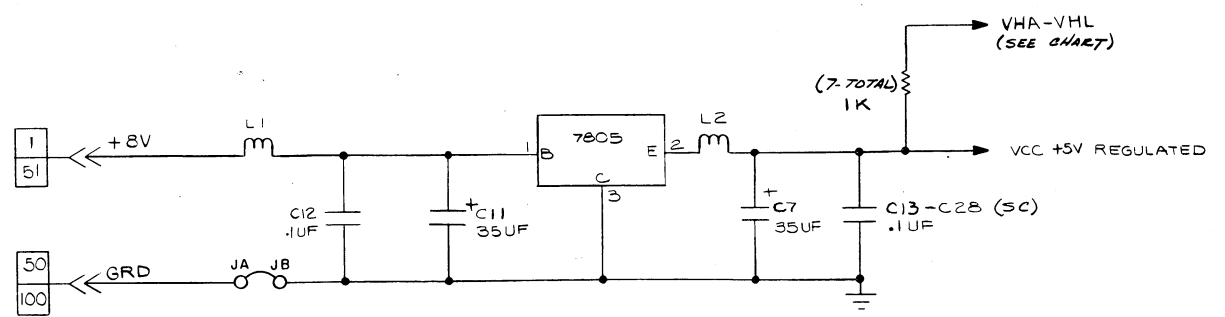 VHA-VHL
(SEE CHART)
(7-TOTAL)
1K
L1
L2
1
51
+8V
7805
1
B
E
2
C
3
VCC +5V REGULATED
C12
.1UF
+
C11
35UF
+
C7
35UF
C13-C28 (SC)
.1UF
50
100
GRD
JA
JB